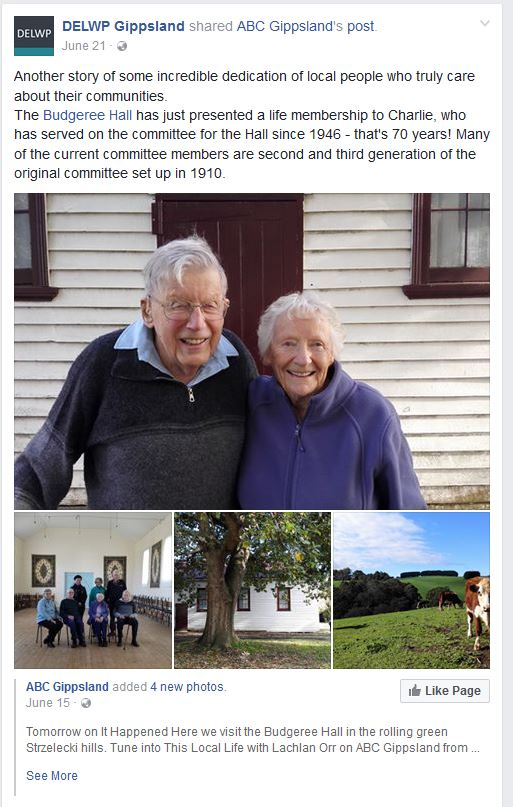 DELWP
DELWP Gippsland shared ABC Gippsland's post.
June 21 ·
Another story of some incredible dedication of local people who truly care
about their communities.
The Budgeree Hall has just presented a life membership to Charlie, who
has served on the committee for the Hall since 1946 - that's 70 years! Many
of the current committee members are second and third generation of the
original committee set up in 1910.
ABC Gippsland added 4 new photos.
June 15 ·
Like Page
Tomorrow on It Happened Here we visit the Budgeree Hall in the rolling green
Strzelecki hills. Tune into This Local Life with Lachlan Orr on ABC Gippsland from ...
See More